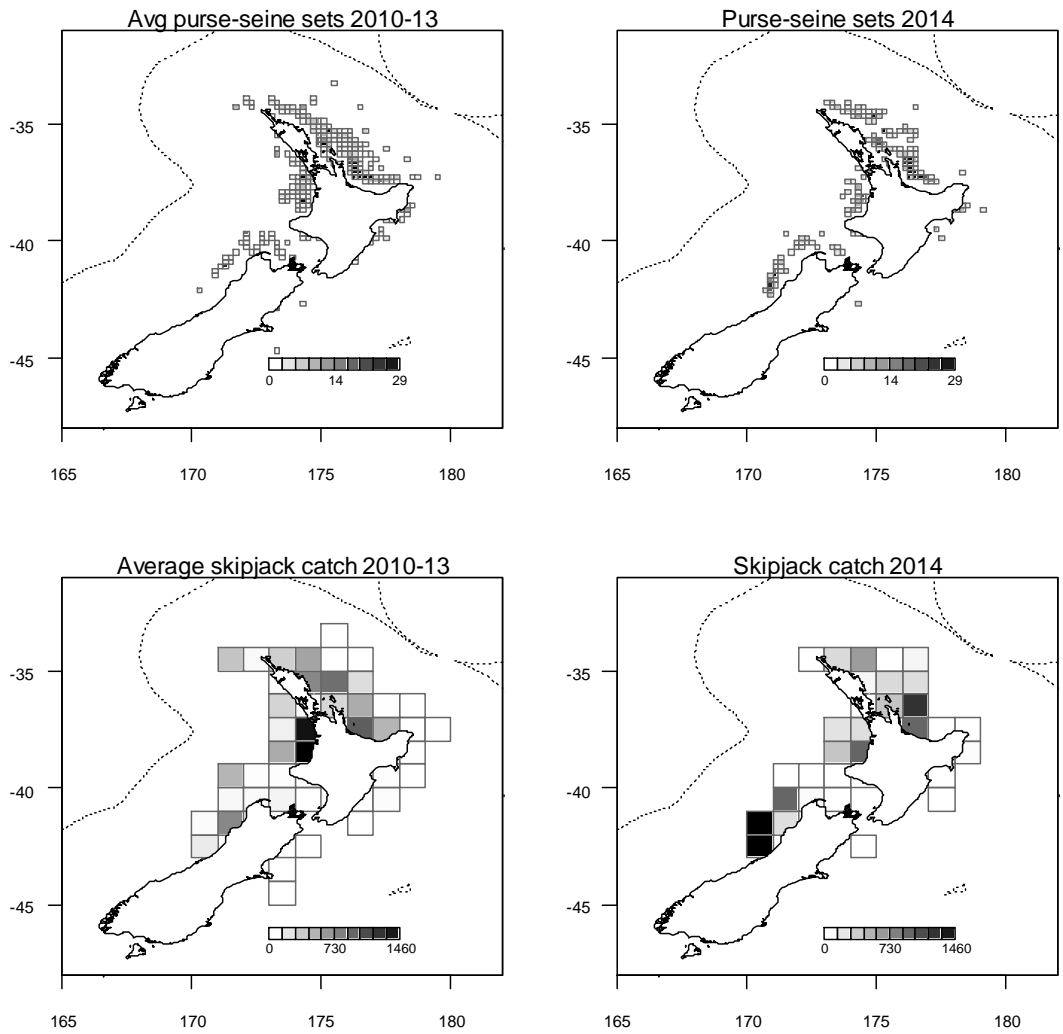 Avg purse-seine sets 2010-13
-35
-40
-45
0 14 29
165 170 175 180
Purse-seine sets 2014
-35
-40
-45
0 14 29
165 170 175 180
Average skipjack catch 2010-13
-35
-40
-45
0 730 1460
165 170 175 180
Skipjack catch 2014
-35
-40
-45
0 730 1460
165 170 175 180